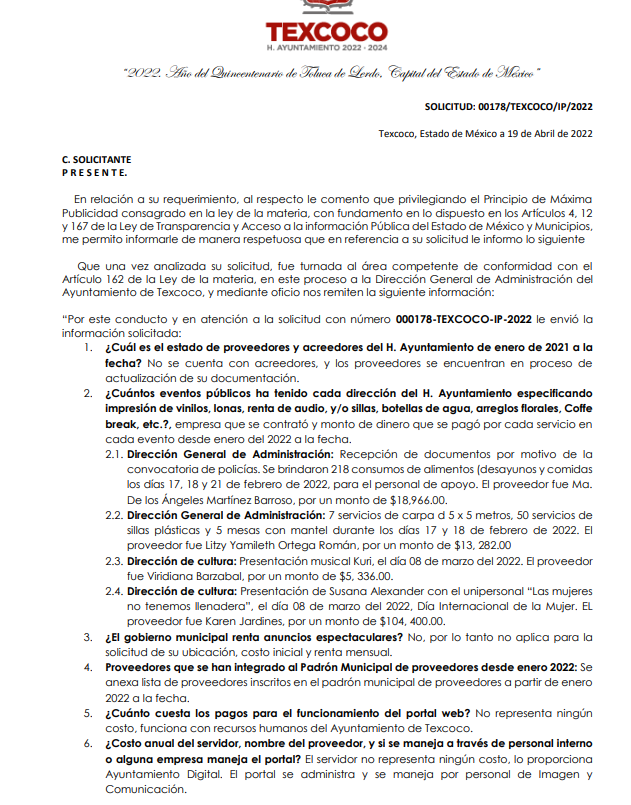 TEXCOCO
H. AYUNTAMIENTO 2022 - 2024
“2022. Año del Quincentenario de Toluca de Lerdo, Capital del Estado de México”
SOLICITUD: 00178/TEXCOCO/IP/2022
Texcoco, Estado de México a 19 de Abril de 2022
C. SOLICITANTE
P R E S E N T E.
En relación a su requerimiento, al respecto le comento que privilegiando el Principio de Máxima
Publicidad consagrado en la ley de la materia, con fundamento en lo dispuesto en los Artículos 4, 12
y 167 de la Ley de Transparencia y Acceso a la información Pública del Estado de México y Municipios,
me permito informarle de manera respetuosa que en referencia a su solicitud le informo lo siguiente
Que una vez analizada su solicitud, fue turnada al área competente de conformidad con el
Artículo 162 de la Ley de la materia, en este proceso a la Dirección General de Administración del
Ayuntamiento de Texcoco, y mediante oficio nos remiten la siguiente información:
“Por este conducto y en atención a la solicitud con número 000178-TEXCOCO-IP-2022 le envió la
información solicitada:
1. ¿Cuál es el estado de proveedores y acreedores del H. Ayuntamiento de enero de 2021 a la
fecha? No se cuenta con acreedores, y los proveedores se encuentran en proceso de
actualización de su documentación.
2. ¿Cuántos eventos públicos ha tenido cada dirección del H. Ayuntamiento especificando
impresión de vinilos, lonas, renta de audio, y/o sillas, botellas de agua, arreglos florales, Coffe
break, etc.?, empresa que se contrató y monto de dinero que se pagó por cada servicio en
cada evento desde enero del 2022 a la fecha.
2.1. Dirección General de Administración: Recepción de documentos por motivo de la
convocatoria de policías. Se brindaron 218 consumos de alimentos (desayunos y comidas
los días 17, 18 y 21 de febrero de 2022, para el personal de apoyo. El proveedor fue Ma.
De los Ángeles Martínez Barroso, por un monto de $18,966.00.
2.2. Dirección General de Administración: 7 servicios de carpa d 5 x 5 metros, 50 servicios de
sillas plásticas y 5 mesas con mantel durante los días 17 y 18 de febrero de 2022. El
proveedor fue Litzy Yamileth Ortega Román, por un monto de $13, 282.00
2.3. Dirección de cultura: Presentación musical Kuri, el día 08 de marzo del 2022. El proveedor
fue Viridiana Barzabal, por un monto de $5, 336.00.
2.4. Dirección de cultura: Presentación de Susana Alexander con el unipersonal “Las mujeres
no tenemos llenadera”, el día 08 de marzo del 2022, Día Internacional de la Mujer. EL
proveedor fue Karen Jardines, por un monto de $104, 400.00.
3. ¿El gobierno municipal renta anuncios espectaculares? No, por lo tanto no aplica para la
solicitud de su ubicación, costo inicial y renta mensual.
4. Proveedores que se han integrado al Padrón Municipal de proveedores desde enero 2022: Se
anexa lista de proveedores inscritos en el padrón municipal de proveedores a partir de enero
2022 a la fecha.
5. ¿Cuánto cuesta los pagos para el funcionamiento del portal web? No representa ningún
costo, funciona con recursos humanos del Ayuntamiento de Texcoco.
6. ¿Costo anual del servidor, nombre del proveedor, y si se maneja a través de personal interno
o alguna empresa maneja el portal? El servidor no representa ningún costo, lo proporciona
Ayuntamiento Digital. El portal se administra y se maneja por personal de Imagen y
Comunicación.